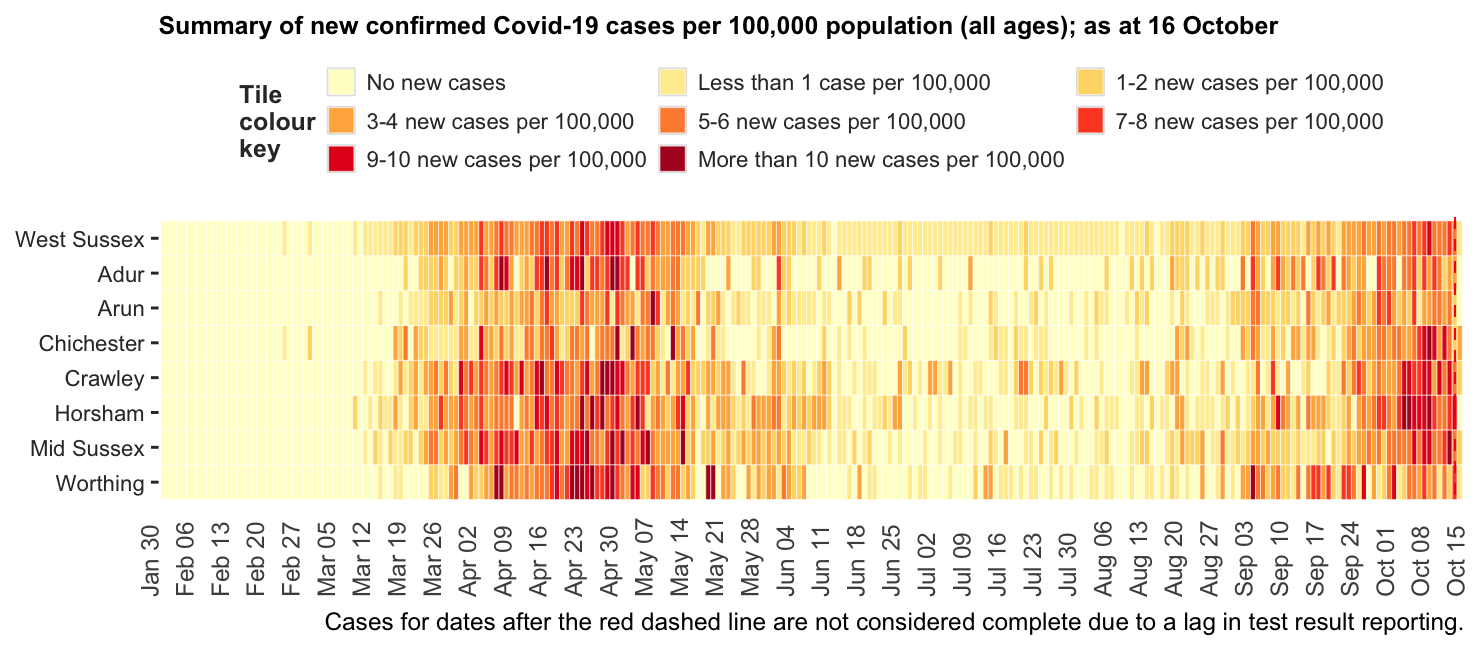 Summary of new confirmed Covid-19 cases per 100,000 population (all ages); as at 16 October
Tile
colour
key
No new cases
Less than 1 case per 100,000
1-2 new cases per 100,000
3-4 new cases per 100,000
5-6 new cases per 100,000
7-8 new cases per 100,000
9-10 new cases per 100,000
More than 10 new cases per 100,000
West Sussex
Adur
Arun
Chichester
Crawley
Horsham
Mid Sussex
Worthing
Jan 30
Feb 06
Feb 13
Feb 20
Feb 27
Mar 05
Mar 12
Mar 19
Mar 26
Apr 02
Apr 09
Apr 16
Apr 23
Apr 30
May 07
May 14
May 21
May 28
Jun 04
Jun 11
Jun 18
Jun 25
Jul 02
Jul 09
Jul 16
Jul 23
Jul 30
Aug 06
Aug 13
Aug 20
Aug 27
Sep 03
Sep 10
Sep 17
Sep 24
Oct 01
Oct 08
Oct 15
Cases for dates after the red dashed line are not considered complete due to a lag in test result reporting.